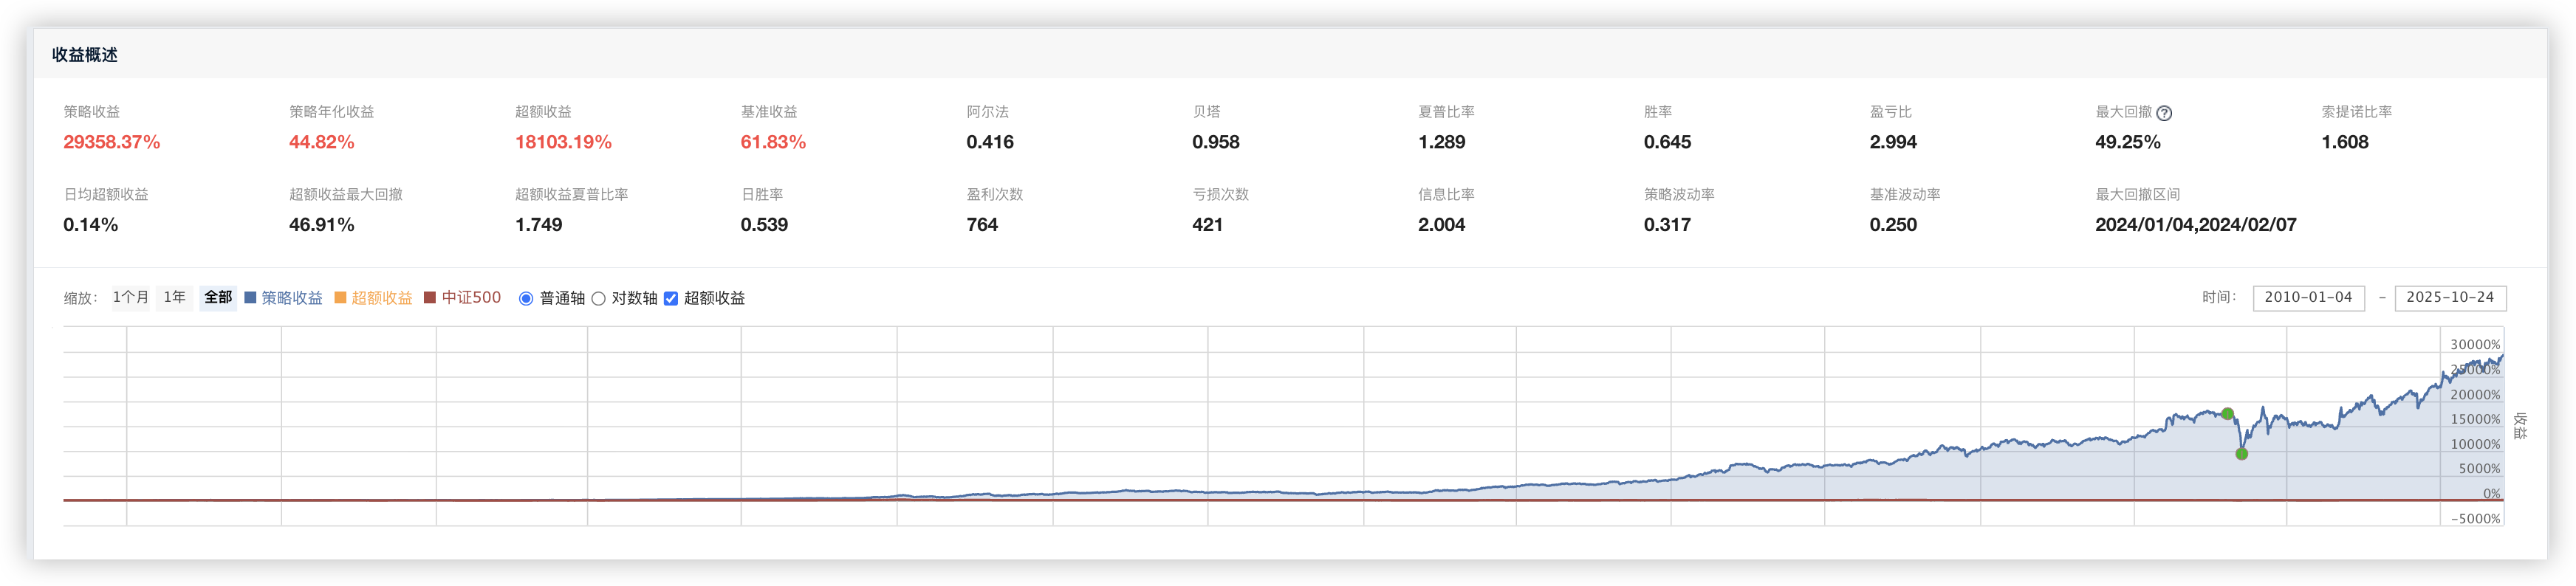 收益概述
策略收益 策略年化收益 超额收益 基准收益 阿尔法 贝塔 夏普比率 胜率 盈亏比 最大回撤 ? 索提诺比率
29358.37% 44.82% 18103.19% 61.83% 0.416 0.958 1.289 0.645 2.994 49.25% 1.608
日均超额收益 超额收益最大回撤 超额收益夏普比率 日胜率 盈利次数 亏损次数 信息比率 策略波动率 基准波动率 最大回撤区间
0.14% 46.91% 1.749 0.539 764 421 2.004 0.317 0.250 2024/01/04,2024/02/07
缩放: 1个月 1年 全部 策略收益 超额收益 中证500 普通轴 对数轴 超额收益 时间: 2010-01-04 - 2025-10-24
30000%
25000%
20000%
15000%
10000%
5000%
0%
-5000%
收益